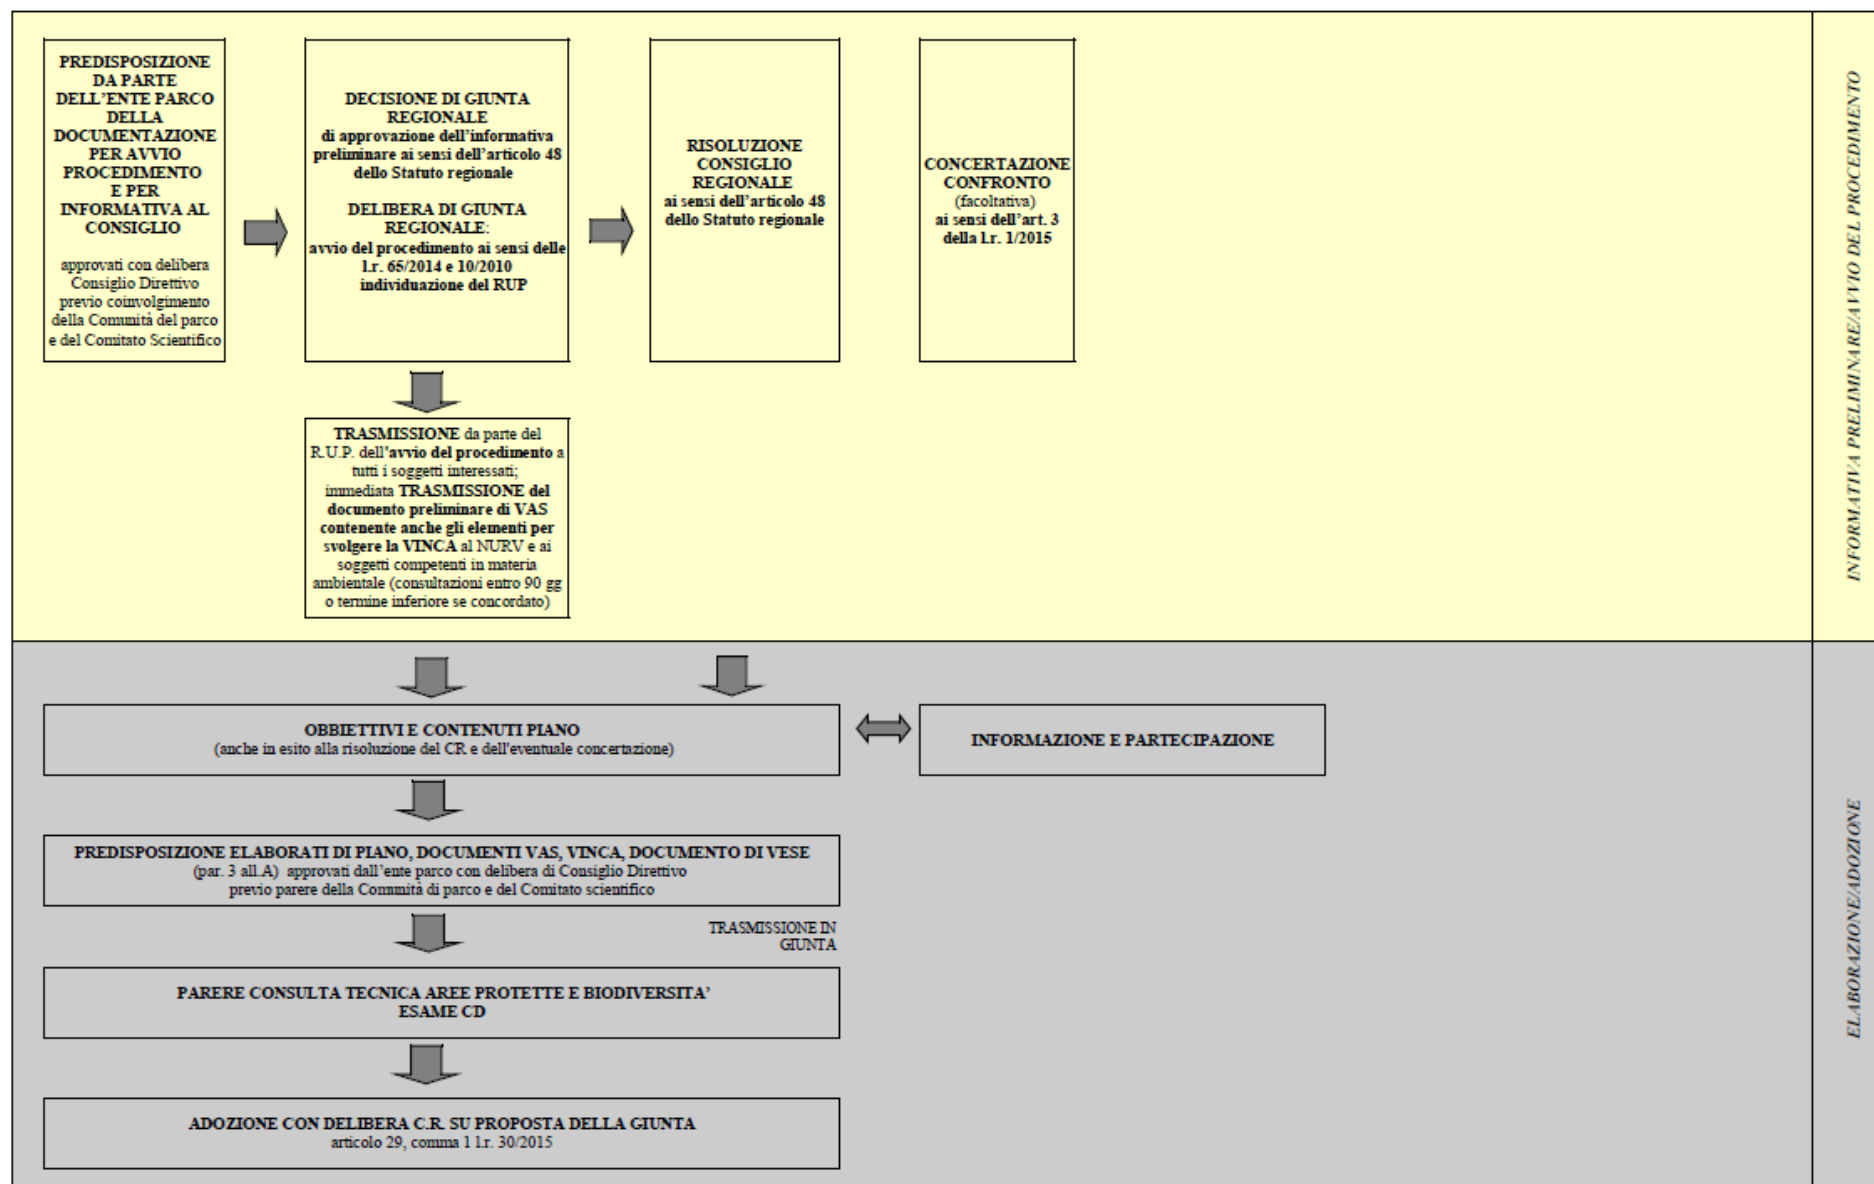 PREDISPOSIZIONE
DA PARTE
DELL'ENTE PARCO
DELLA
DOCUMENTAZIONE
PER AVVIO
PROCEDIMENTO
E PER
INFORMATIVA AL
CONSIGLIO
approvati con delibera
Consiglio Direttivo
previo coinvolgimento
della Comunità del parco
e del Comitato Scientifico
DECISIONE DI GIUNTA
REGIONALE
di approvazione dell'informativa
preliminare ai sensi dell'articolo 48
dello Statuto regionale
DELIBERA DI GIUNTA
REGIONALE:
avvio del procedimento ai sensi delle
l.r. 65/2014 e 10/2010
individuazione del RUP
RISOLUZIONE
CONSIGLIO
REGIONALE
ai sensi dell'articolo 48
dello Statuto regionale
CONCERTAZIONE
CONFRONTO
(facoltativa)
ai sensi dell'art. 3
della l.r. 1/2015
TRASMISSIONE da parte del
R.U.P. dell'avvio del procedimento a
tutti i soggetti interessati;
immediata TRASMISSIONE del
documento preliminare di VAS
contenente anche gli elementi per
svolgere la VINCA al NURV e ai
soggetti competenti in materia
ambientale (consultazioni entro 90 gg
o termine inferiore se concordato)
INFORMATIVA PRELIMINARE/AVVIO DEL PROCEDIMENTO
OBBIETTIVI E CONTENUTI PIANO
(anche in esito alla risoluzione del CR e dell'eventuale concertazione)
INFORMAZIONE E PARTECIPAZIONE
PREDISPOSIZIONE ELABORATI DI PIANO, DOCUMENTI VAS, VINCA, DOCUMENTO DI VESE
(par. 3 all.A) approvati dall'ente parco con delibera di Consiglio Direttivo
previo parere della Comunità di parco e del Comitato scientifico
TRASMISSIONE IN
GIUNTA
PARERE CONSULTA TECNICA AREE PROTETTE E BIODIVERSITA'
ESAME CD
ADOZIONE CON DELIBERA C.R. SU PROPOSTA DELLA GIUNTA
articolo 29, comma 1 l.r. 30/2015
ELABORAZIONE/ADOZIONE